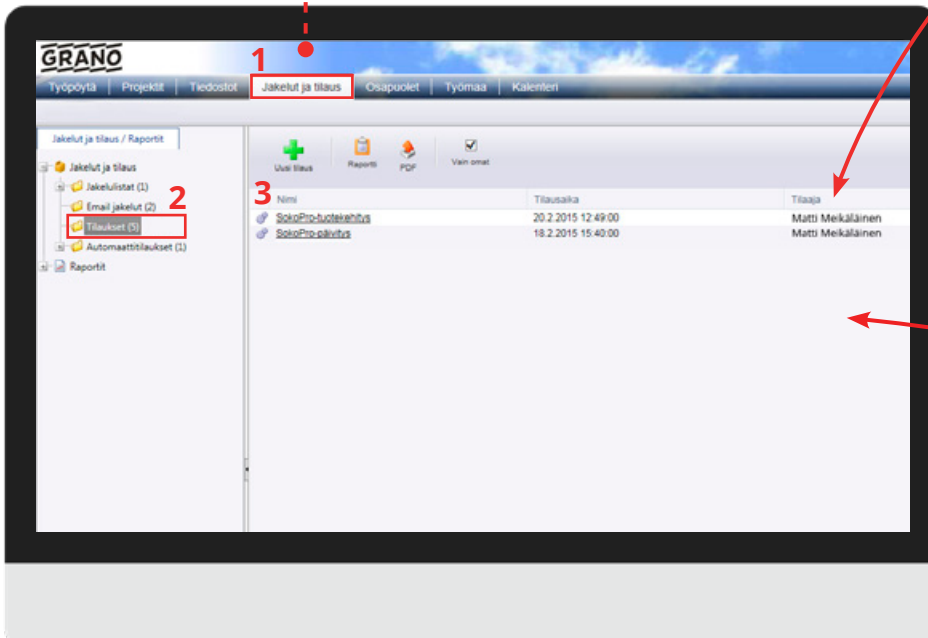 GRANO
1
Työpöytä Projektit Tiedostot Jakelut ja tilaus Osapuolet Työmaa Kalenteri
Jakelut ja tilaus / Raportit
Jakelut ja tilaus
Jakelulistat (1)
Email jakelut (2)
2
Tilaukset (5)
Automaattitilaukset (1)
Raportit
Uusi tilaus Raportti PDF Vain omat
3
Nimi Tilausaika Tilaaja
SokoPro-tuotekehitys 20.2.2015 12:49:00 Matti Meikäläinen
SokoPro-päivitys 18.2.2015 15:40:00 Matti Meikäläinen